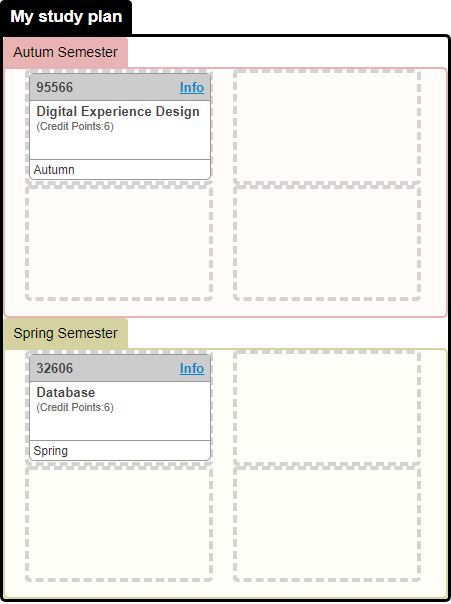 My study plan
Autum Semester
95566 Info
Digital Experience Design
(Credit Points:6)
Autumn
Spring Semester
32606 Info
Database
(Credit Points:6)
Spring